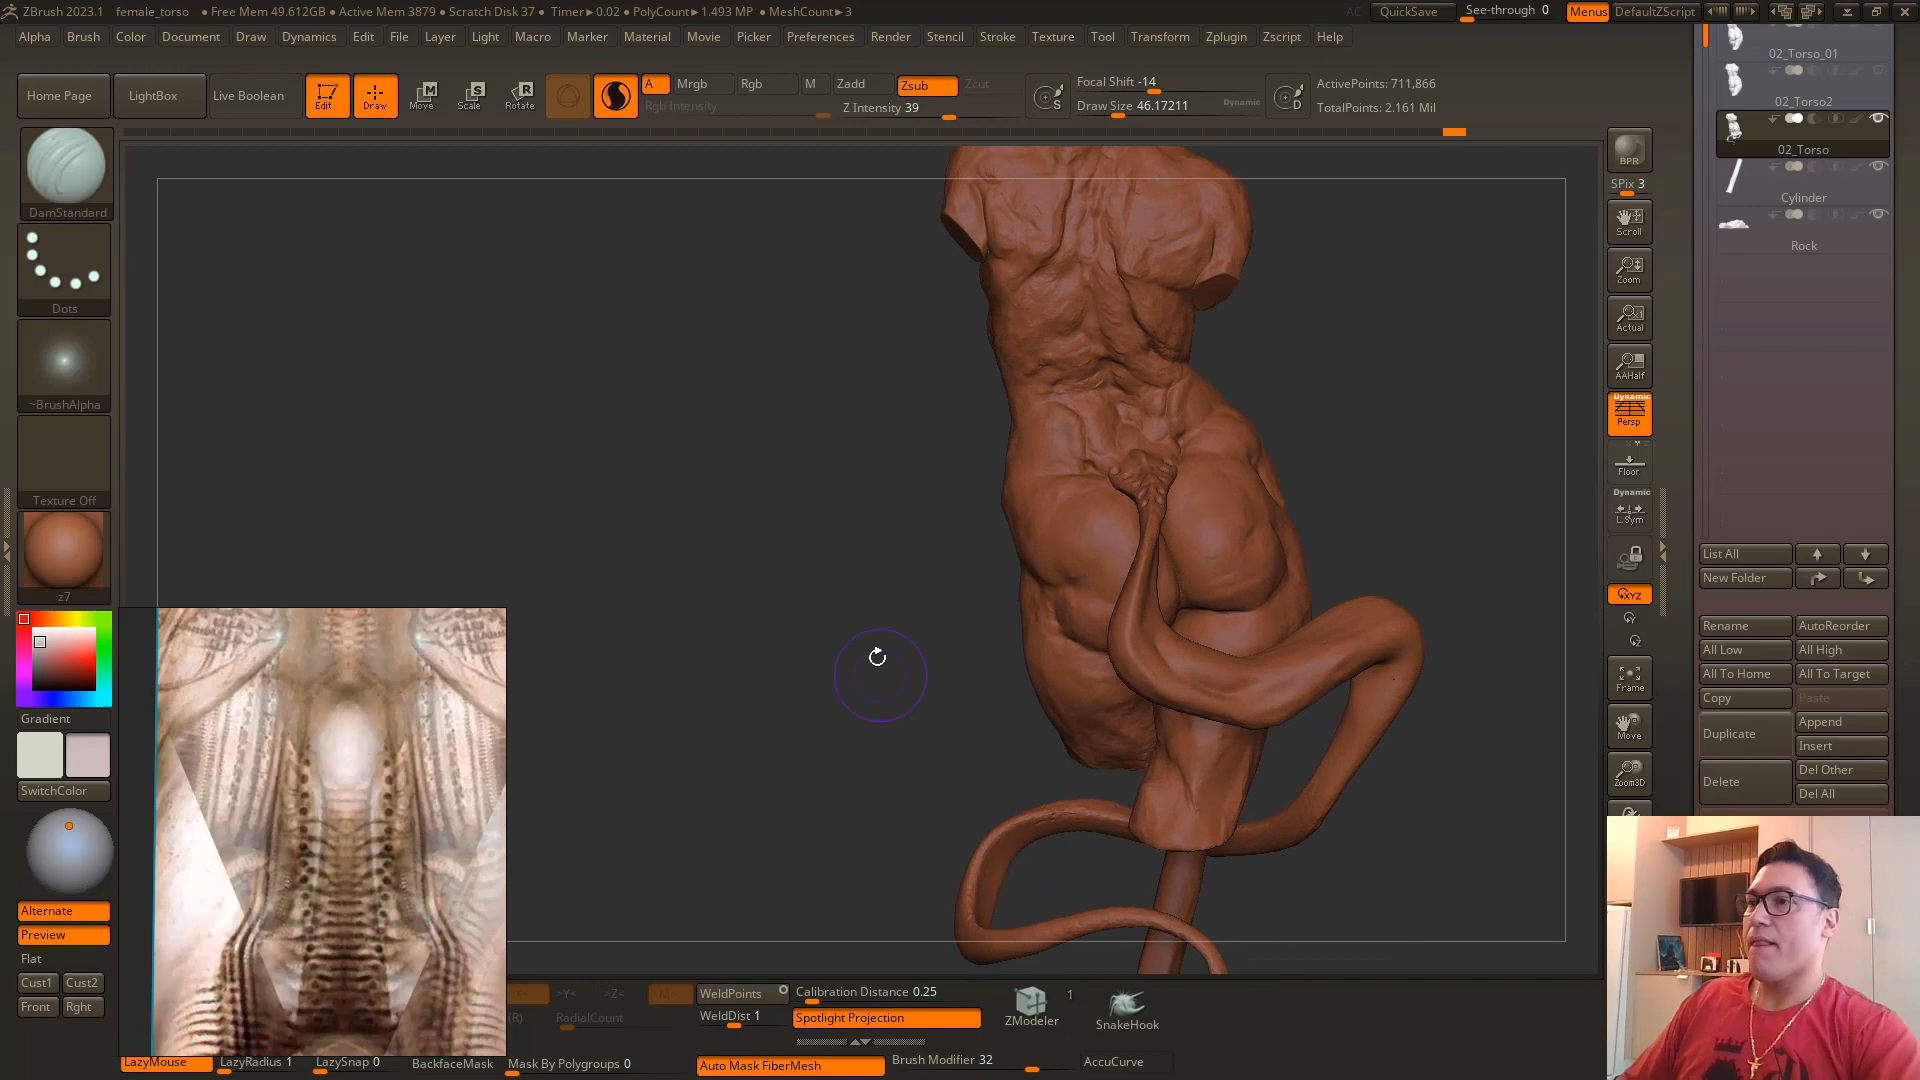 ZBrush 2023.1 female_torso ● Free Mem 49.612GB ● Active Mem 3879 ● Scratch Disk 37 ● Timer▸0.02 ● PolyCount▸1.493 MP ● MeshCount▸3
AC QuickSave See-through 0 Menus DefaultZScript
Alpha Brush Color Document Draw Dynamics Edit File Layer Light Macro Marker Material Movie Picker Preferences Render Stencil Stroke Texture Tool Transform Zplugin Zscript Help
Home Page LightBox Live Boolean Edit Draw Move Scale Rotate
A Mrgb Rgb M Zadd Zsub Zcut
Rgb Intensity Z Intensity 39
Focal Shift -14
Draw Size 46.17211 Dynamic
ActivePoints: 711,866
TotalPoints: 2.161 Mil
DamStandard
Dots
~BrushAlpha
Texture Off
z7
Gradient
SwitchColor
Alternate
Preview
Flat
Cust1 Cust2
Front Rght
BPR
SPix 3
Scroll
Zoom
Actual
AAHalf
Dynamic
Persp
Floor
Dynamic
L.Sym
XYZ
Frame
Move
Zoom3D
02_Torso_01
02_Torso2
02_Torso
Cylinder
Rock
List All
New Folder
Rename AutoReorder
All Low All High
All To Home All To Target
Copy Paste
Duplicate Append
Insert
Delete Del Other
Del All
>Y< >Z<
(R) RadialCount
WeldPoints
WeldDist 1
Calibration Distance 0.25
Spotlight Projection
ZModeler 1
SnakeHook
LazyMouse LazyRadius 1 LazySnap 0 BackfaceMask Mask By Polygroups 0 Auto Mask FiberMesh Brush Modifier 32 AccuCurve